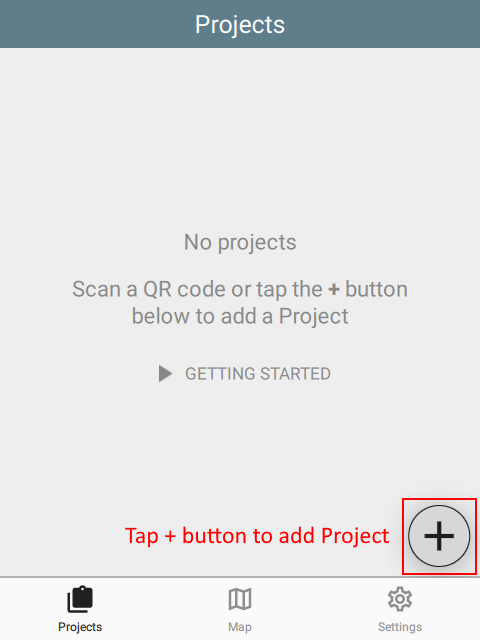 Projects
No projects
Scan a QR code or tap the + button
below to add a Project
GETTING STARTED
Tap + button to add Project
Projects
Map
Settings